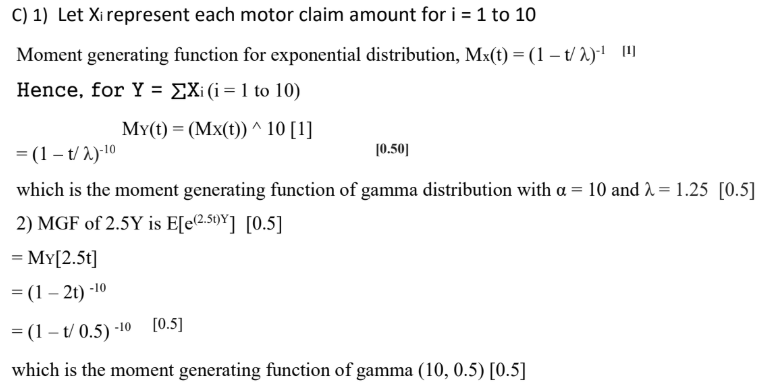 C) 1) Let Xi represent each motor claim amount for i = 1 to 10
Moment generating function for exponential distribution, Mx(t) = (1 – t/ λ)⁻¹ [1]
Hence, for Y = ∑Xi (i = 1 to 10)
MY(t) = (MX(t)) ^ 10 [1]
= (1 – t/ λ)⁻¹⁰ [0.50]
which is the moment generating function of gamma distribution with α = 10 and λ = 1.25 [0.5]
2) MGF of 2.5Y is E[e⁽²·⁵ᵗ⁾ʸ] [0.5]
= MY[2.5t]
= (1 – 2t) ⁻¹⁰
= (1 – t/ 0.5) ⁻¹⁰ [0.5]
which is the moment generating function of gamma (10, 0.5) [0.5]